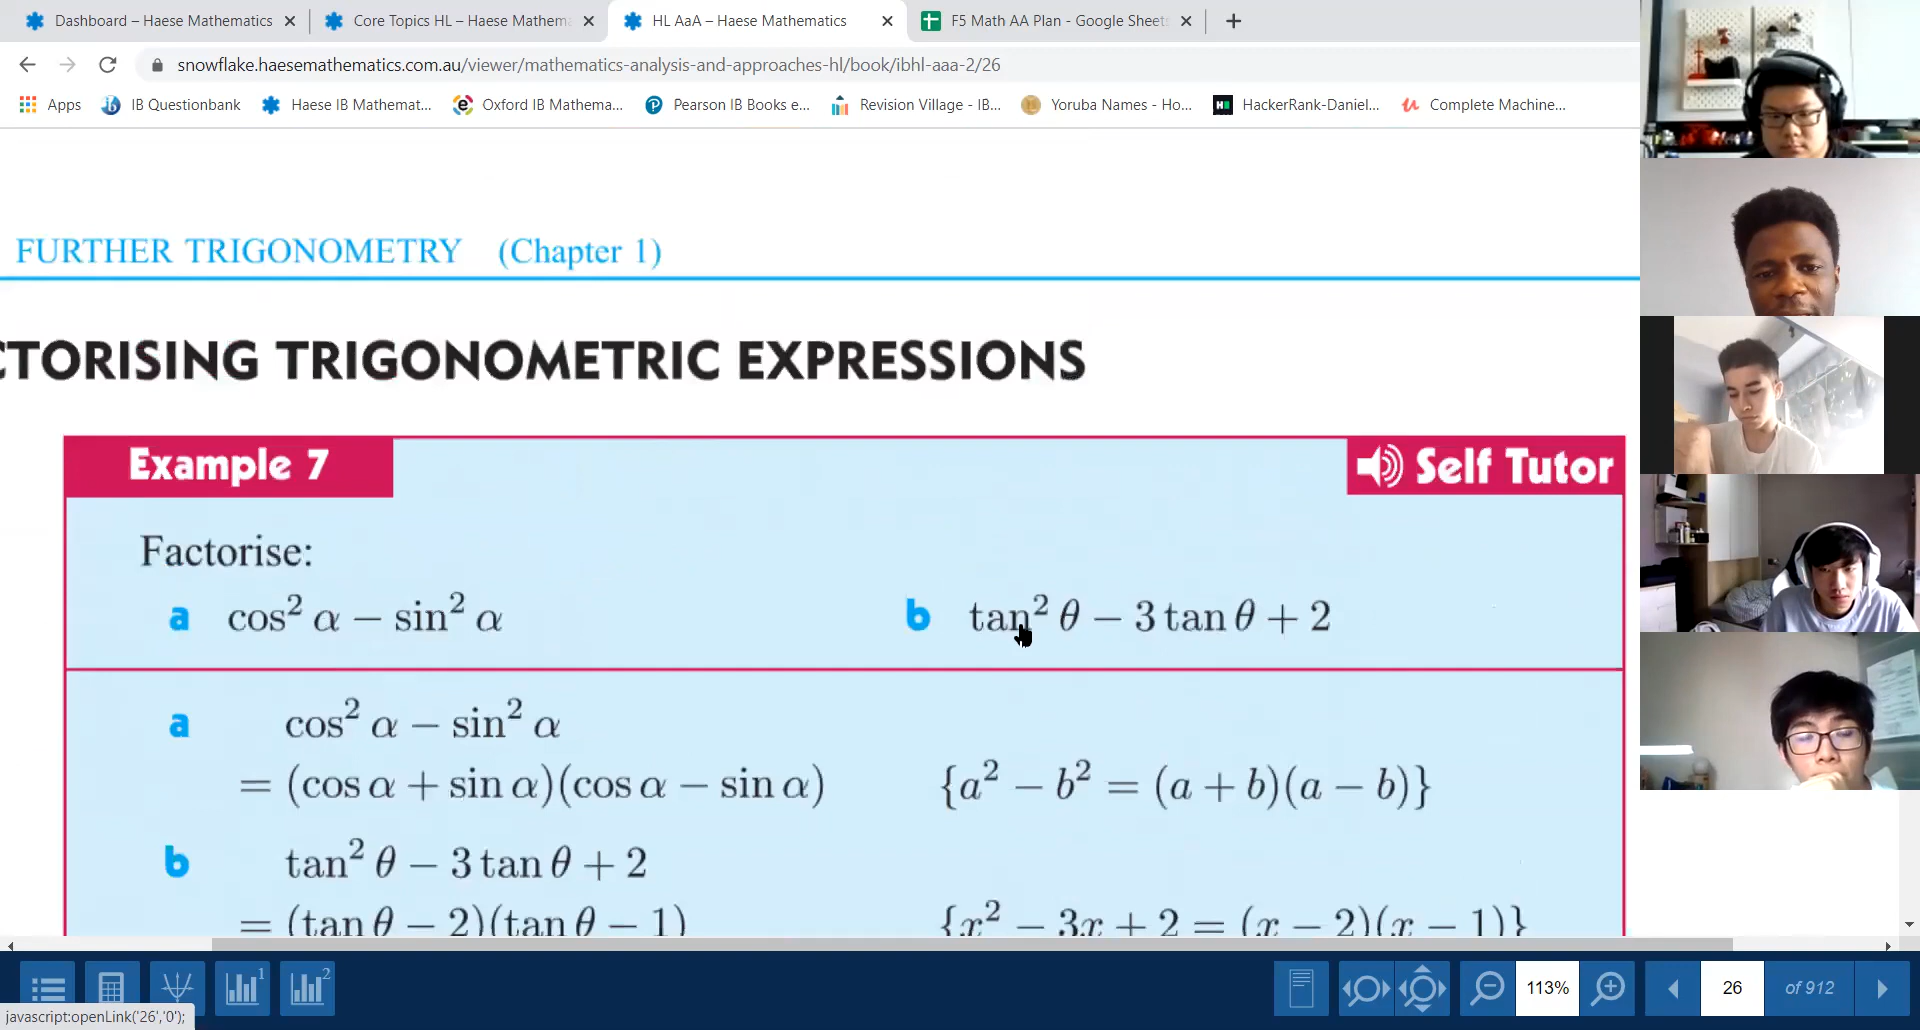 Dashboard – Haese Mathematics
Core Topics HL – Haese Mathem
HL AaA – Haese Mathematics
F5 Math AA Plan - Google Sheets
snowflake.haesemathematics.com.au/viewer/mathematics-analysis-and-approaches-hl/book/ibhl-aaa-2/26
Apps
IB Questionbank
Haese IB Mathemat...
Oxford IB Mathema...
Pearson IB Books e...
Revision Village - IB...
Yoruba Names - Ho...
HackerRank-Daniel...
Complete Machine...
FURTHER TRIGONOMETRY (Chapter 1)
CTORISING TRIGONOMETRIC EXPRESSIONS
Example 7
Self Tutor
Factorise:
a cos² α − sin² α
b tan² θ − 3 tan θ + 2
a cos² α − sin² α
= (cos α + sin α)(cos α − sin α) {a² − b² = (a + b)(a − b)}
b tan² θ − 3 tan θ + 2
= (tan θ − 2)(tan θ − 1) {x² − 3x + 2 = (x − 2)(x − 1)}
1
2
113%
26
of 912
javascript:openLink('26','0');